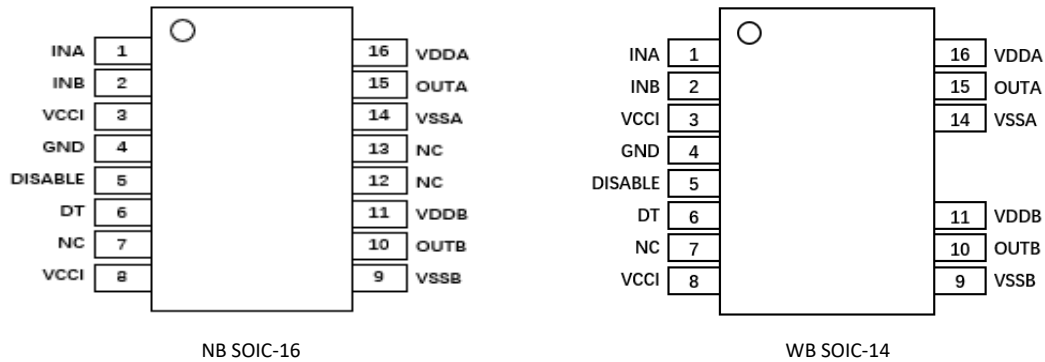 INA 1 16 VDDA
INB 2 15 OUTA
VCCI 3 14 VSSA
GND 4 13 NC
DISABLE 5 12 NC
DT 6 11 VDDB
NC 7 10 OUTB
VCCI 8 9 VSSB
NB SOIC-16
INA 1 16 VDDA
INB 2 15 OUTA
VCCI 3 14 VSSA
GND 4
DISABLE 5
DT 6 11 VDDB
NC 7 10 OUTB
VCCI 8 9 VSSB
WB SOIC-14